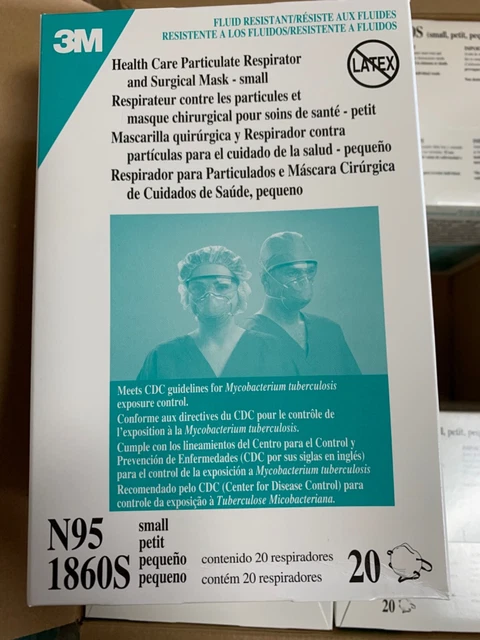 3M
FLUID RESISTANT/RÉSISTE AUX FLUIDES
RESISTENTE A LOS FLUIDOS/RESISTENTE A FLUIDOS
Health Care Particulate Respirator
and Surgical Mask - small
LATEX
Respirateur contre les particules et
masque chirurgical pour soins de santé - petit
Mascarilla quirúrgica y Respirador contra
partículas para el cuidado de la salud - pequeño
Respirador para Particulados e Máscara Cirúrgica
de Cuidados de Saúde, pequeno
Meets CDC guidelines for Mycobacterium tuberculosis
exposure control.
Conforme aux directives du CDC pour le contrôle de
l'exposition à la Mycobacterium tuberculosis.
Cumple con los lineamientos del Centro para el Control y
Prevención de Enfermedades (CDC por sus siglas en inglés)
para el control de la exposición a Mycobacterium tuberculosis
Recomendado pelo CDC (Center for Disease Control) para
controle da exposição à Tuberculose Micobacteriana.
N95
1860S
small
petit
pequeño
pequeno
contenido 20 respiradores
contém 20 respiradores
20
S (small, petit, pe
20